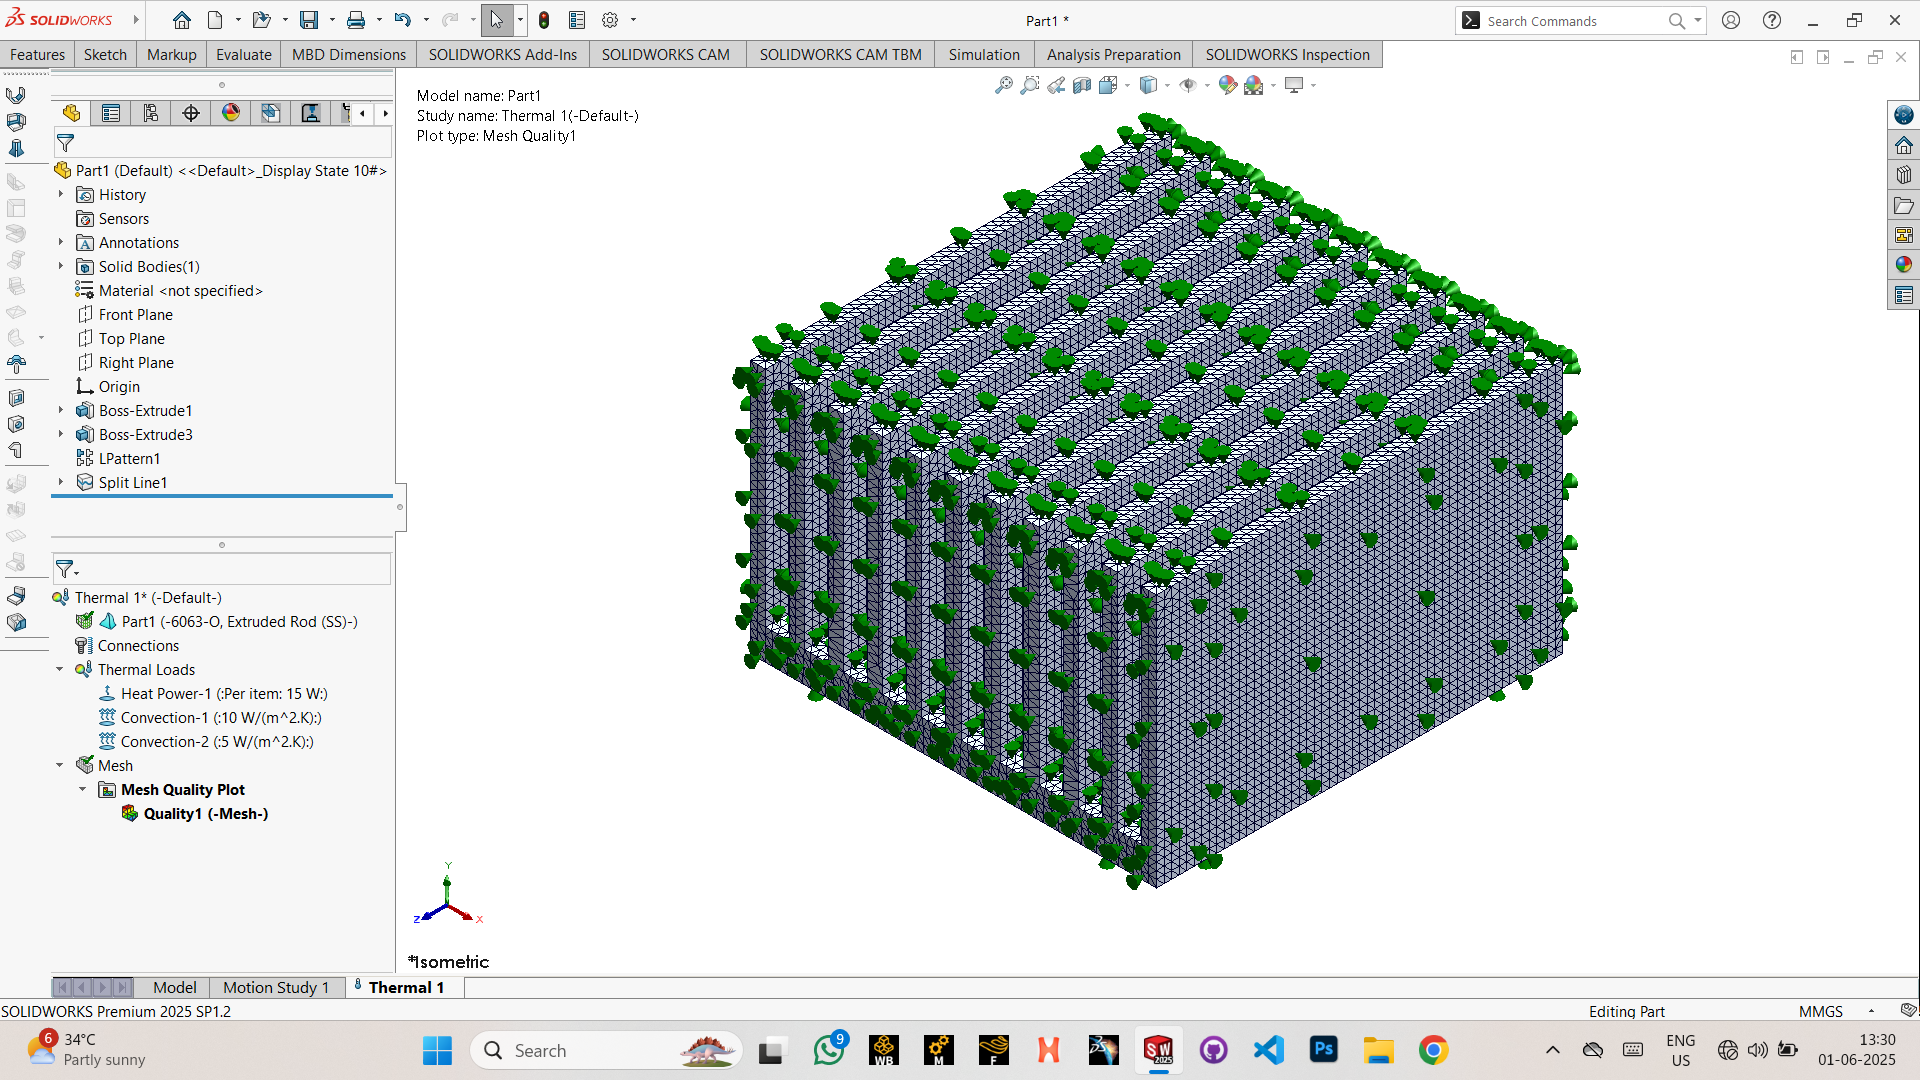 SOLIDWORKS
Part1 *
Search Commands
Features
Sketch
Markup
Evaluate
MBD Dimensions
SOLIDWORKS Add-Ins
SOLIDWORKS CAM
SOLIDWORKS CAM TBM
Simulation
Analysis Preparation
SOLIDWORKS Inspection
Model name: Part1
Study name: Thermal 1(-Default-)
Plot type: Mesh Quality1
Part1 (Default) <<Default>_Display State 10#>
History
Sensors
Annotations
Solid Bodies(1)
Material <not specified>
Front Plane
Top Plane
Right Plane
Origin
Boss-Extrude1
Boss-Extrude3
LPattern1
Split Line1
Thermal 1* (-Default-)
Part1 (-6063-O, Extruded Rod (SS)-)
Connections
Thermal Loads
Heat Power-1 (:Per item: 15 W:)
Convection-1 (:10 W/(m^2.K):)
Convection-2 (:5 W/(m^2.K):)
Mesh
Mesh Quality Plot
Quality1 (-Mesh-)
Y
Z
X
*Isometric
Model
Motion Study 1
Thermal 1
SOLIDWORKS Premium 2025 SP1.2
Editing Part
MMGS
6
34°C
Partly sunny
Search
9
WB
M
F
SW
2025
Ps
ENG
US
13:30
01-06-2025